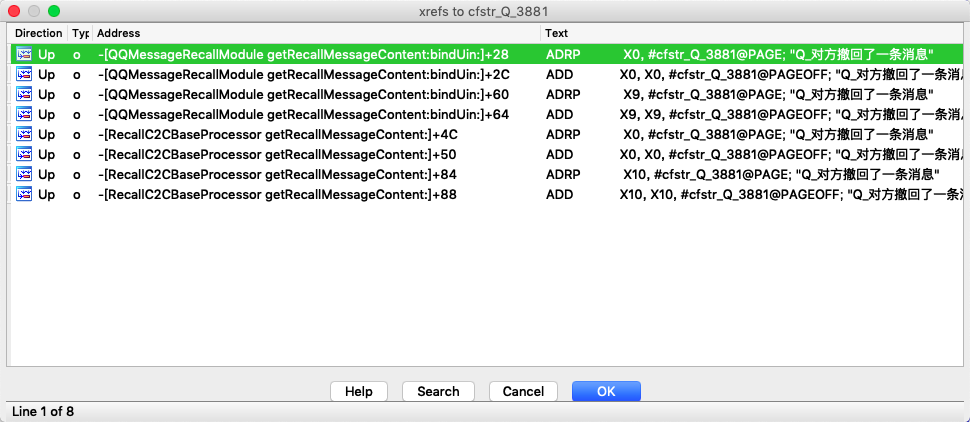 xrefs to cfstr_Q_3881
Direction Typ Address Text
Up o -[QQMessageRecallModule getRecallMessageContent:bindUin:]+28 ADRP X0, #cfstr_Q_3881@PAGE; "Q_对方撤回了一条消息"
Up o -[QQMessageRecallModule getRecallMessageContent:bindUin:]+2C ADD X0, X0, #cfstr_Q_3881@PAGEOFF; "Q_对方撤回了一条消息
Up o -[QQMessageRecallModule getRecallMessageContent:bindUin:]+60 ADRP X9, #cfstr_Q_3881@PAGE; "Q_对方撤回了一条消息"
Up o -[QQMessageRecallModule getRecallMessageContent:bindUin:]+64 ADD X9, X9, #cfstr_Q_3881@PAGEOFF; "Q_对方撤回了一条消息
Up o -[RecallC2CBaseProcessor getRecallMessageContent:]+4C ADRP X0, #cfstr_Q_3881@PAGE; "Q_对方撤回了一条消息"
Up o -[RecallC2CBaseProcessor getRecallMessageContent:]+50 ADD X0, X0, #cfstr_Q_3881@PAGEOFF; "Q_对方撤回了一条消息
Up o -[RecallC2CBaseProcessor getRecallMessageContent:]+84 ADRP X10, #cfstr_Q_3881@PAGE; "Q_对方撤回了一条消息"
Up o -[RecallC2CBaseProcessor getRecallMessageContent:]+88 ADD X10, X10, #cfstr_Q_3881@PAGEOFF; "Q_对方撤回了一条消
Help Search Cancel OK
Line 1 of 8